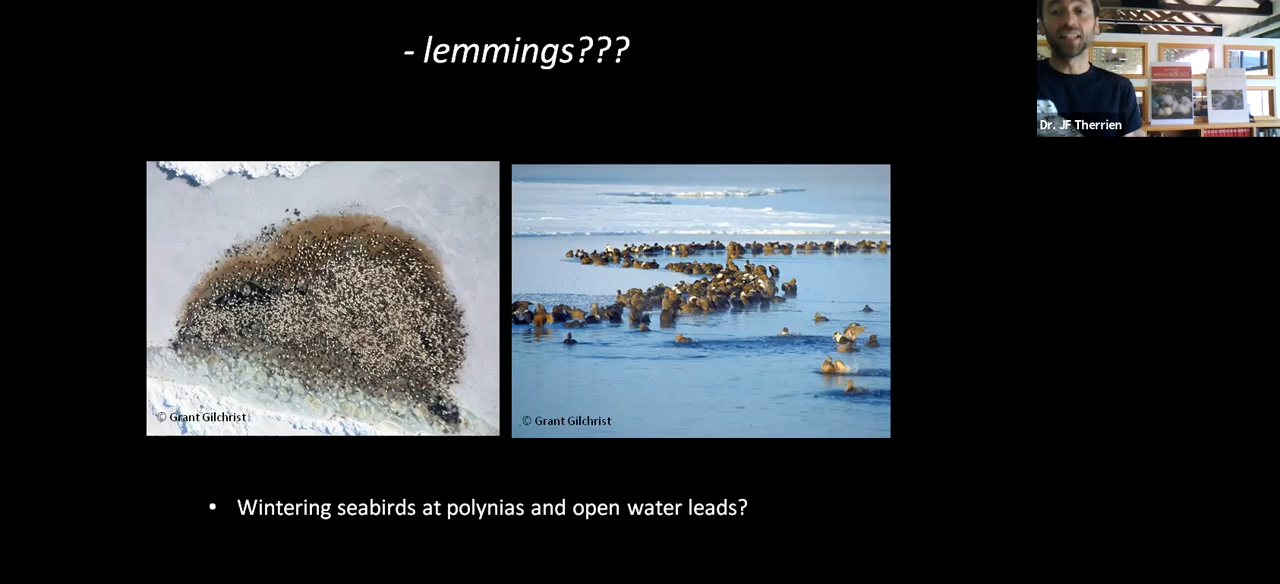 - lemmings???
Dr. JF Therrien
© Grant Gilchrist
© Grant Gilchrist
• Wintering seabirds at polynias and open water leads?